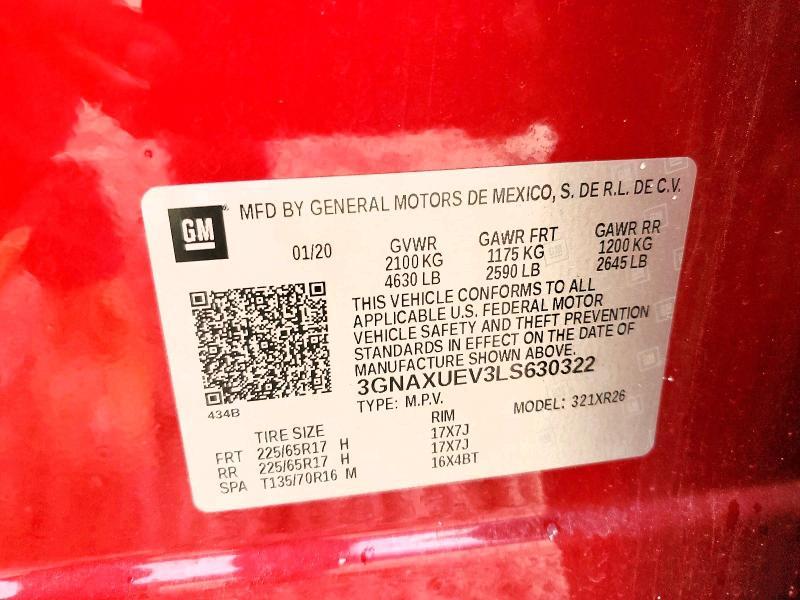 GM MFD BY GENERAL MOTORS DE MEXICO, S. DE R.L. DE C.V.
01/20 GVWR GAWR FRT GAWR RR
2100 KG 1175 KG 1200 KG
4630 LB 2590 LB 2645 LB
THIS VEHICLE CONFORMS TO ALL
APPLICABLE U.S. FEDERAL MOTOR
VEHICLE SAFETY AND THEFT PREVENTION
STANDARDS IN EFFECT ON THE DATE OF
MANUFACTURE SHOWN ABOVE.
3GNAXUEV3LS630322
434B
TYPE: M.P.V. MODEL: 321XR26
TIRE SIZE RIM
FRT 225/65R17 H 17X7J
RR 225/65R17 H 17X7J
SPA T135/70R16 M 16X4BT